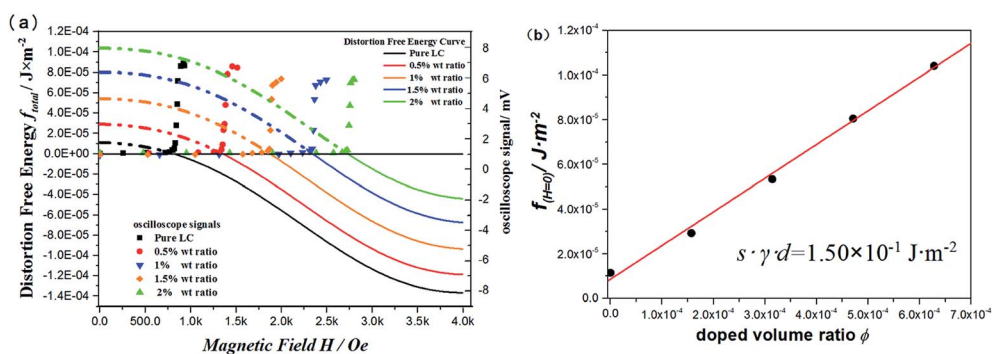 (a)
Distortion Free Energy f_total / J×m⁻²
1.2E-04
1.0E-04
8.0E-05
6.0E-05
4.0E-05
2.0E-05
0.0E+00
-2.0E-05
-4.0E-05
-6.0E-05
-8.0E-05
-1.0E-04
-1.2E-04
-1.4E-04
Distortion Free Energy Curve
Pure LC
0.5% wt ratio
1% wt ratio
1.5% wt ratio
2% wt ratio
oscilloscope signals
Pure LC
0.5% wt ratio
1% wt ratio
1.5% wt ratio
2% wt ratio
8
6
4
2
0
-2
-4
-6
-8
oscilloscope signal/ mV
0.0 500.0 1.0k 1.5k 2.0k 2.5k 3.0k 3.5k 4.0k
Magnetic Field H / Oe
(b)
f_(H=0)/ J·m⁻²
1.2x10⁻⁴
1.0x10⁻⁴
8.0x10⁻⁵
6.0x10⁻⁵
4.0x10⁻⁵
2.0x10⁻⁵
0.0
s·γ·d=1.50×10⁻¹ J·m⁻²
0.0 1.0x10⁻⁴ 2.0x10⁻⁴ 3.0x10⁻⁴ 4.0x10⁻⁴ 5.0x10⁻⁴ 6.0x10⁻⁴ 7.0x10⁻⁴
doped volume ratio ϕ